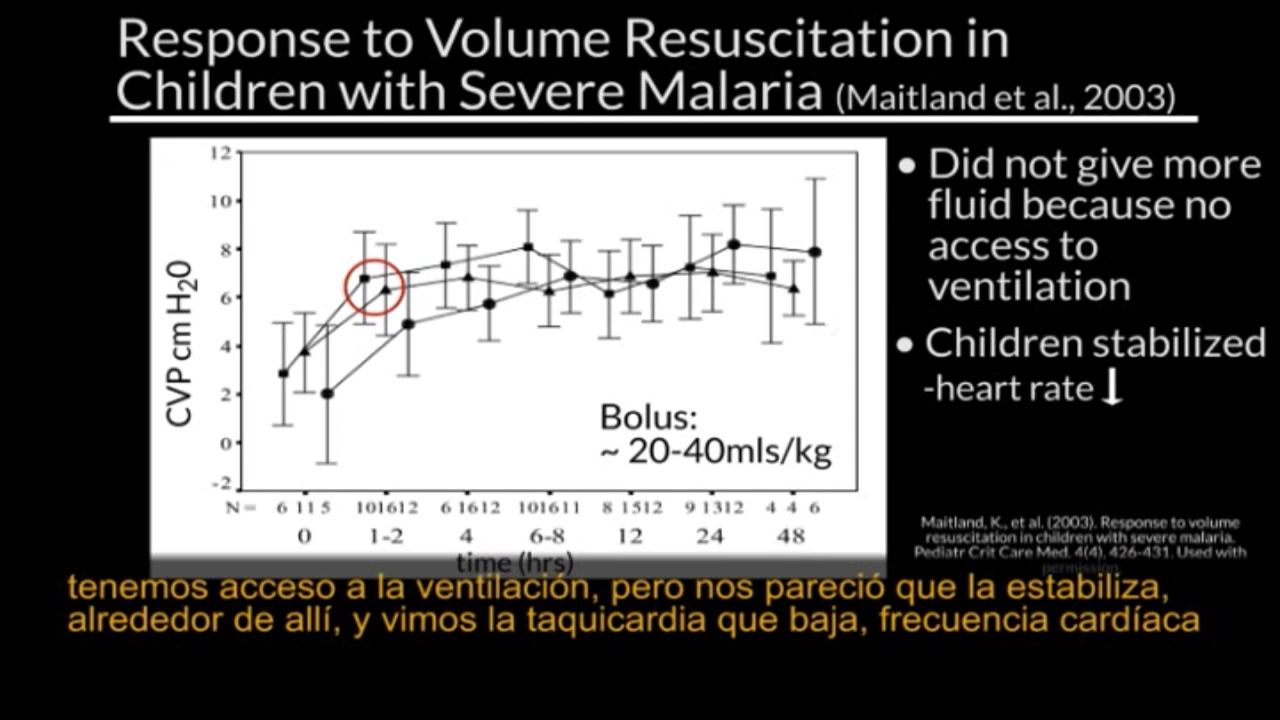 Response to Volume Resuscitation in
Children with Severe Malaria (Maitland et al., 2003)
12
10
8
6
4
2
0
-2
CVP cm H20
Bolus:
~ 20-40mls/kg
N= 6 11 5 101612 6 1612 101611 8 1512 9 1312 4 4 6
0 1-2 4 6-8 12 24 48
time (hrs)
• Did not give more
fluid because no
access to
ventilation
• Children stabilized
-heart rate ↓
Maitland, K., et al. (2003). Response to volume
resuscitation in children with severe malaria.
Pediatr Crit Care Med, 4(4), 426-431. Used with
permission.
tenemos acceso a la ventilación, pero nos pareció que la estabiliza,
alrededor de allí, y vimos la taquicardia que baja, frecuencia cardíaca